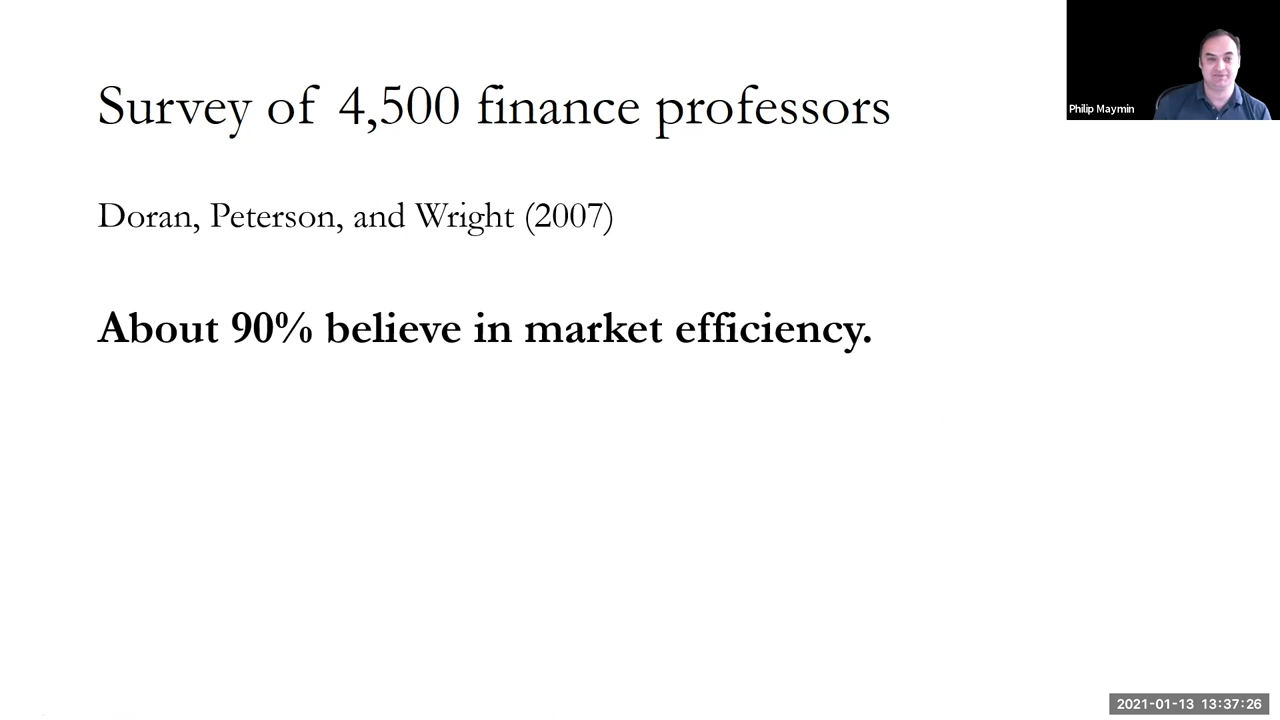 Survey of 4,500 finance professors
Philip Maymin
Doran, Peterson, and Wright (2007)
About 90% believe in market efficiency.
2021-01-13 13:37:26